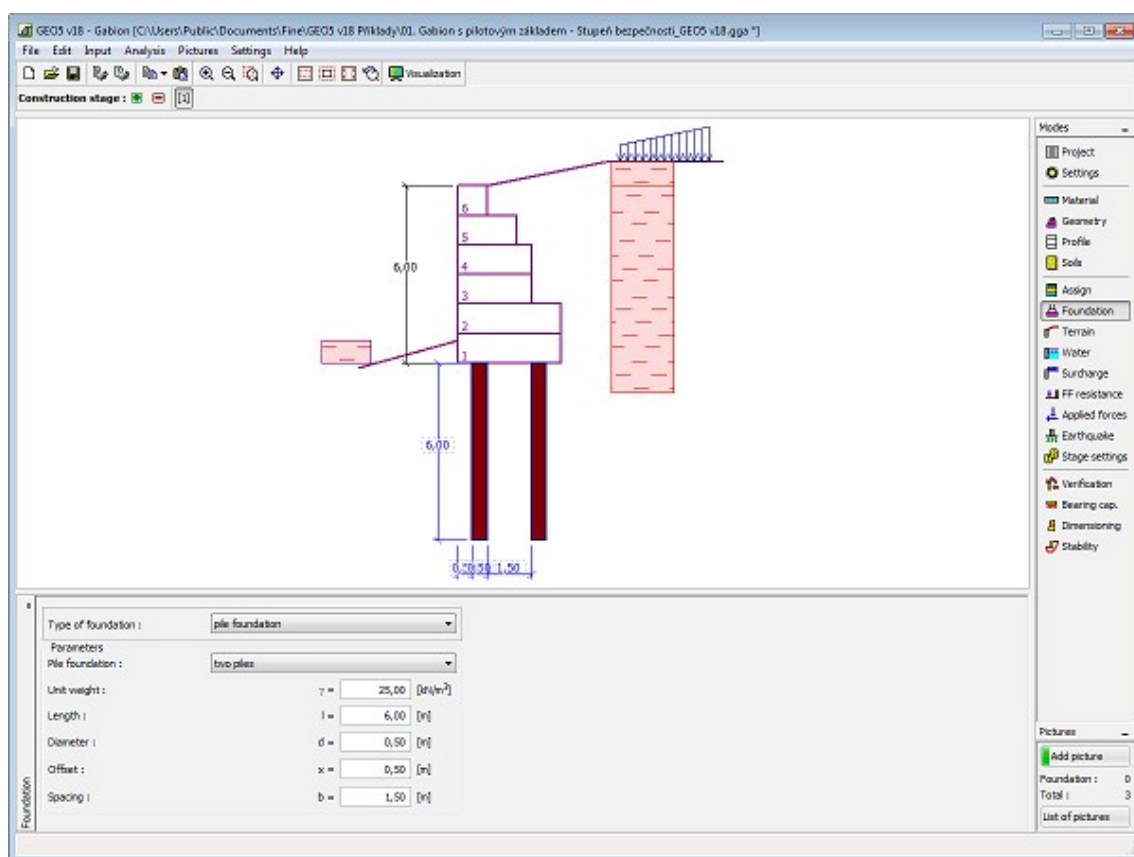 GEO5 v18 - Gabion [C:\Users\Public\Documents\Fine\GEO5 v18 Příklady\01. Gabion s pilotovým základem - Stupeň bezpečnosti_GEO5 v18.gga *]
File Edit Input Analysis Pictures Settings Help
Visualization
Construction stage : [1]
6
5
4
3
2
1
6,00
6,00
0,50 0,50 1,50
Modes
Project
Settings
Material
Geometry
Profile
Soils
Assign
Foundation
Terrain
Water
Surcharge
FF resistance
Applied forces
Earthquake
Stage settings
Verification
Bearing cap.
Dimensioning
Stability
Pictures
Add picture
Foundation : 0
Total : 3
List of pictures
Foundation
Type of foundation : pile foundation
Parameters
Pile foundation : two piles
Unit weight : γ = 25,00 [kN/m³]
Length : l = 6,00 [m]
Diameter : d = 0,50 [m]
Offset : x = 0,50 [m]
Spacing : b = 1,50 [m]